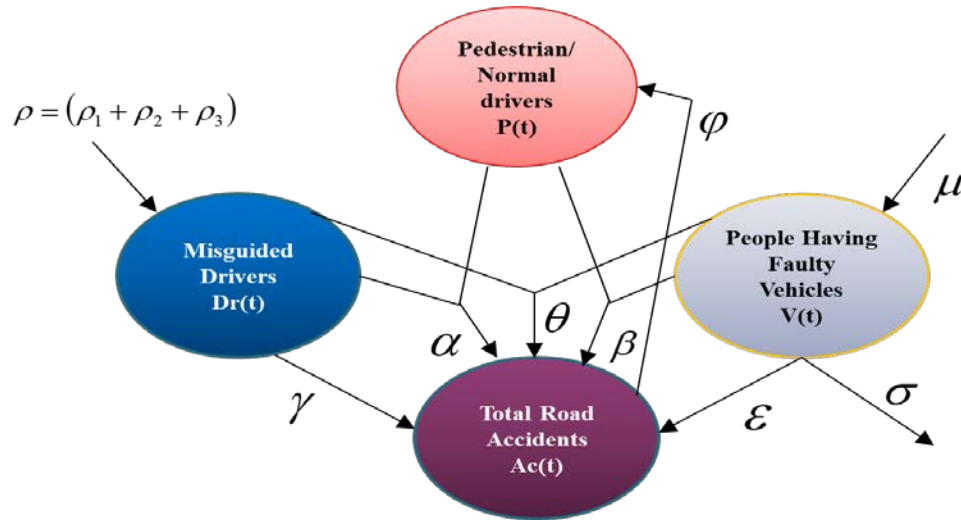 Pedestrian/
Normal
drivers
P(t)
ρ = (ρ₁ + ρ₂ + ρ₃)
φ
μ
Misguided
Drivers
Dr(t)
People Having
Faulty
Vehicles
V(t)
α
θ
β
γ
ε
σ
Total Road
Accidents
Ac(t)